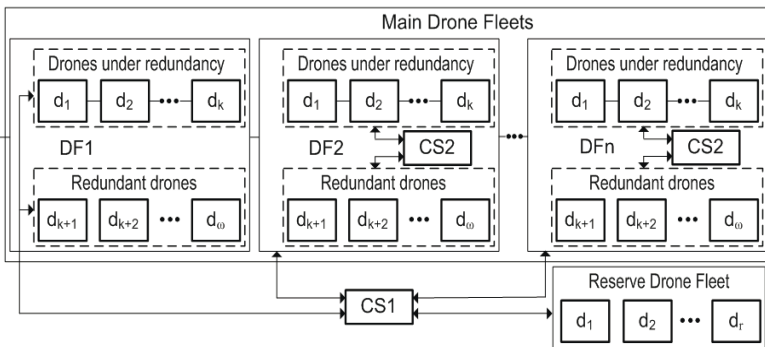 Main Drone Fleets
Drones under redundancy
d1 d2 ••• dk
DF1
Redundant drones
dk+1 dk+2 ••• dω
Drones under redundancy
d1 d2 ••• dk
DF2
CS2
Redundant drones
dk+1 dk+2 ••• dω
•••
Drones under redundancy
d1 d2 ••• dk
DFn
CS2
Redundant drones
dk+1 dk+2 ••• dω
CS1
Reserve Drone Fleet
d1 d2 ••• dr